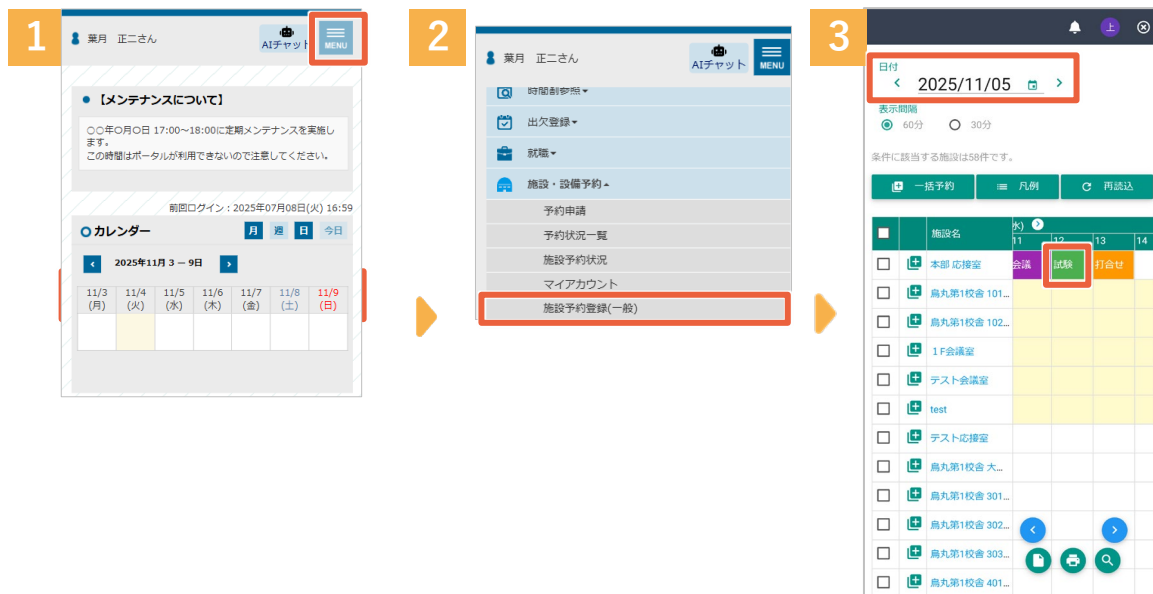 1
葉月 正二さん
AIチャット
MENU
【メンテナンスについて】
○○年○月○日 17:00~18:00に定期メンテナンスを実施し
ます。
この時間はポータルが利用できないので注意してください。
前回ログイン:2025年07月08日(火) 16:59
カレンダー
月 週 日 今日
2025年11月 3 ー 9日
11/3 11/4 11/5 11/6 11/7 11/8 11/9
(月) (火) (水) (木) (金) (土) (日)
2
葉月 正二さん
AIチャット
MENU
時間割参照
出欠登録
就職
施設・設備予約
予約申請
予約状況一覧
施設予約状況
マイアカウント
施設予約登録(一般)
3
上
日付
2025/11/05
表示間隔
60分 30分
条件に該当する施設は58件です。
一括予約 凡例 再読込
施設名
水)
11 12 13 14
本部 応接室 会議 試験 打合せ
烏丸第1校舎 101...
烏丸第1校舎 102...
1F会議室
テスト会議室
test
テスト応接室
烏丸第1校舎 大...
烏丸第1校舎 301...
烏丸第1校舎 302...
烏丸第1校舎 303...
烏丸第1校舎 401...